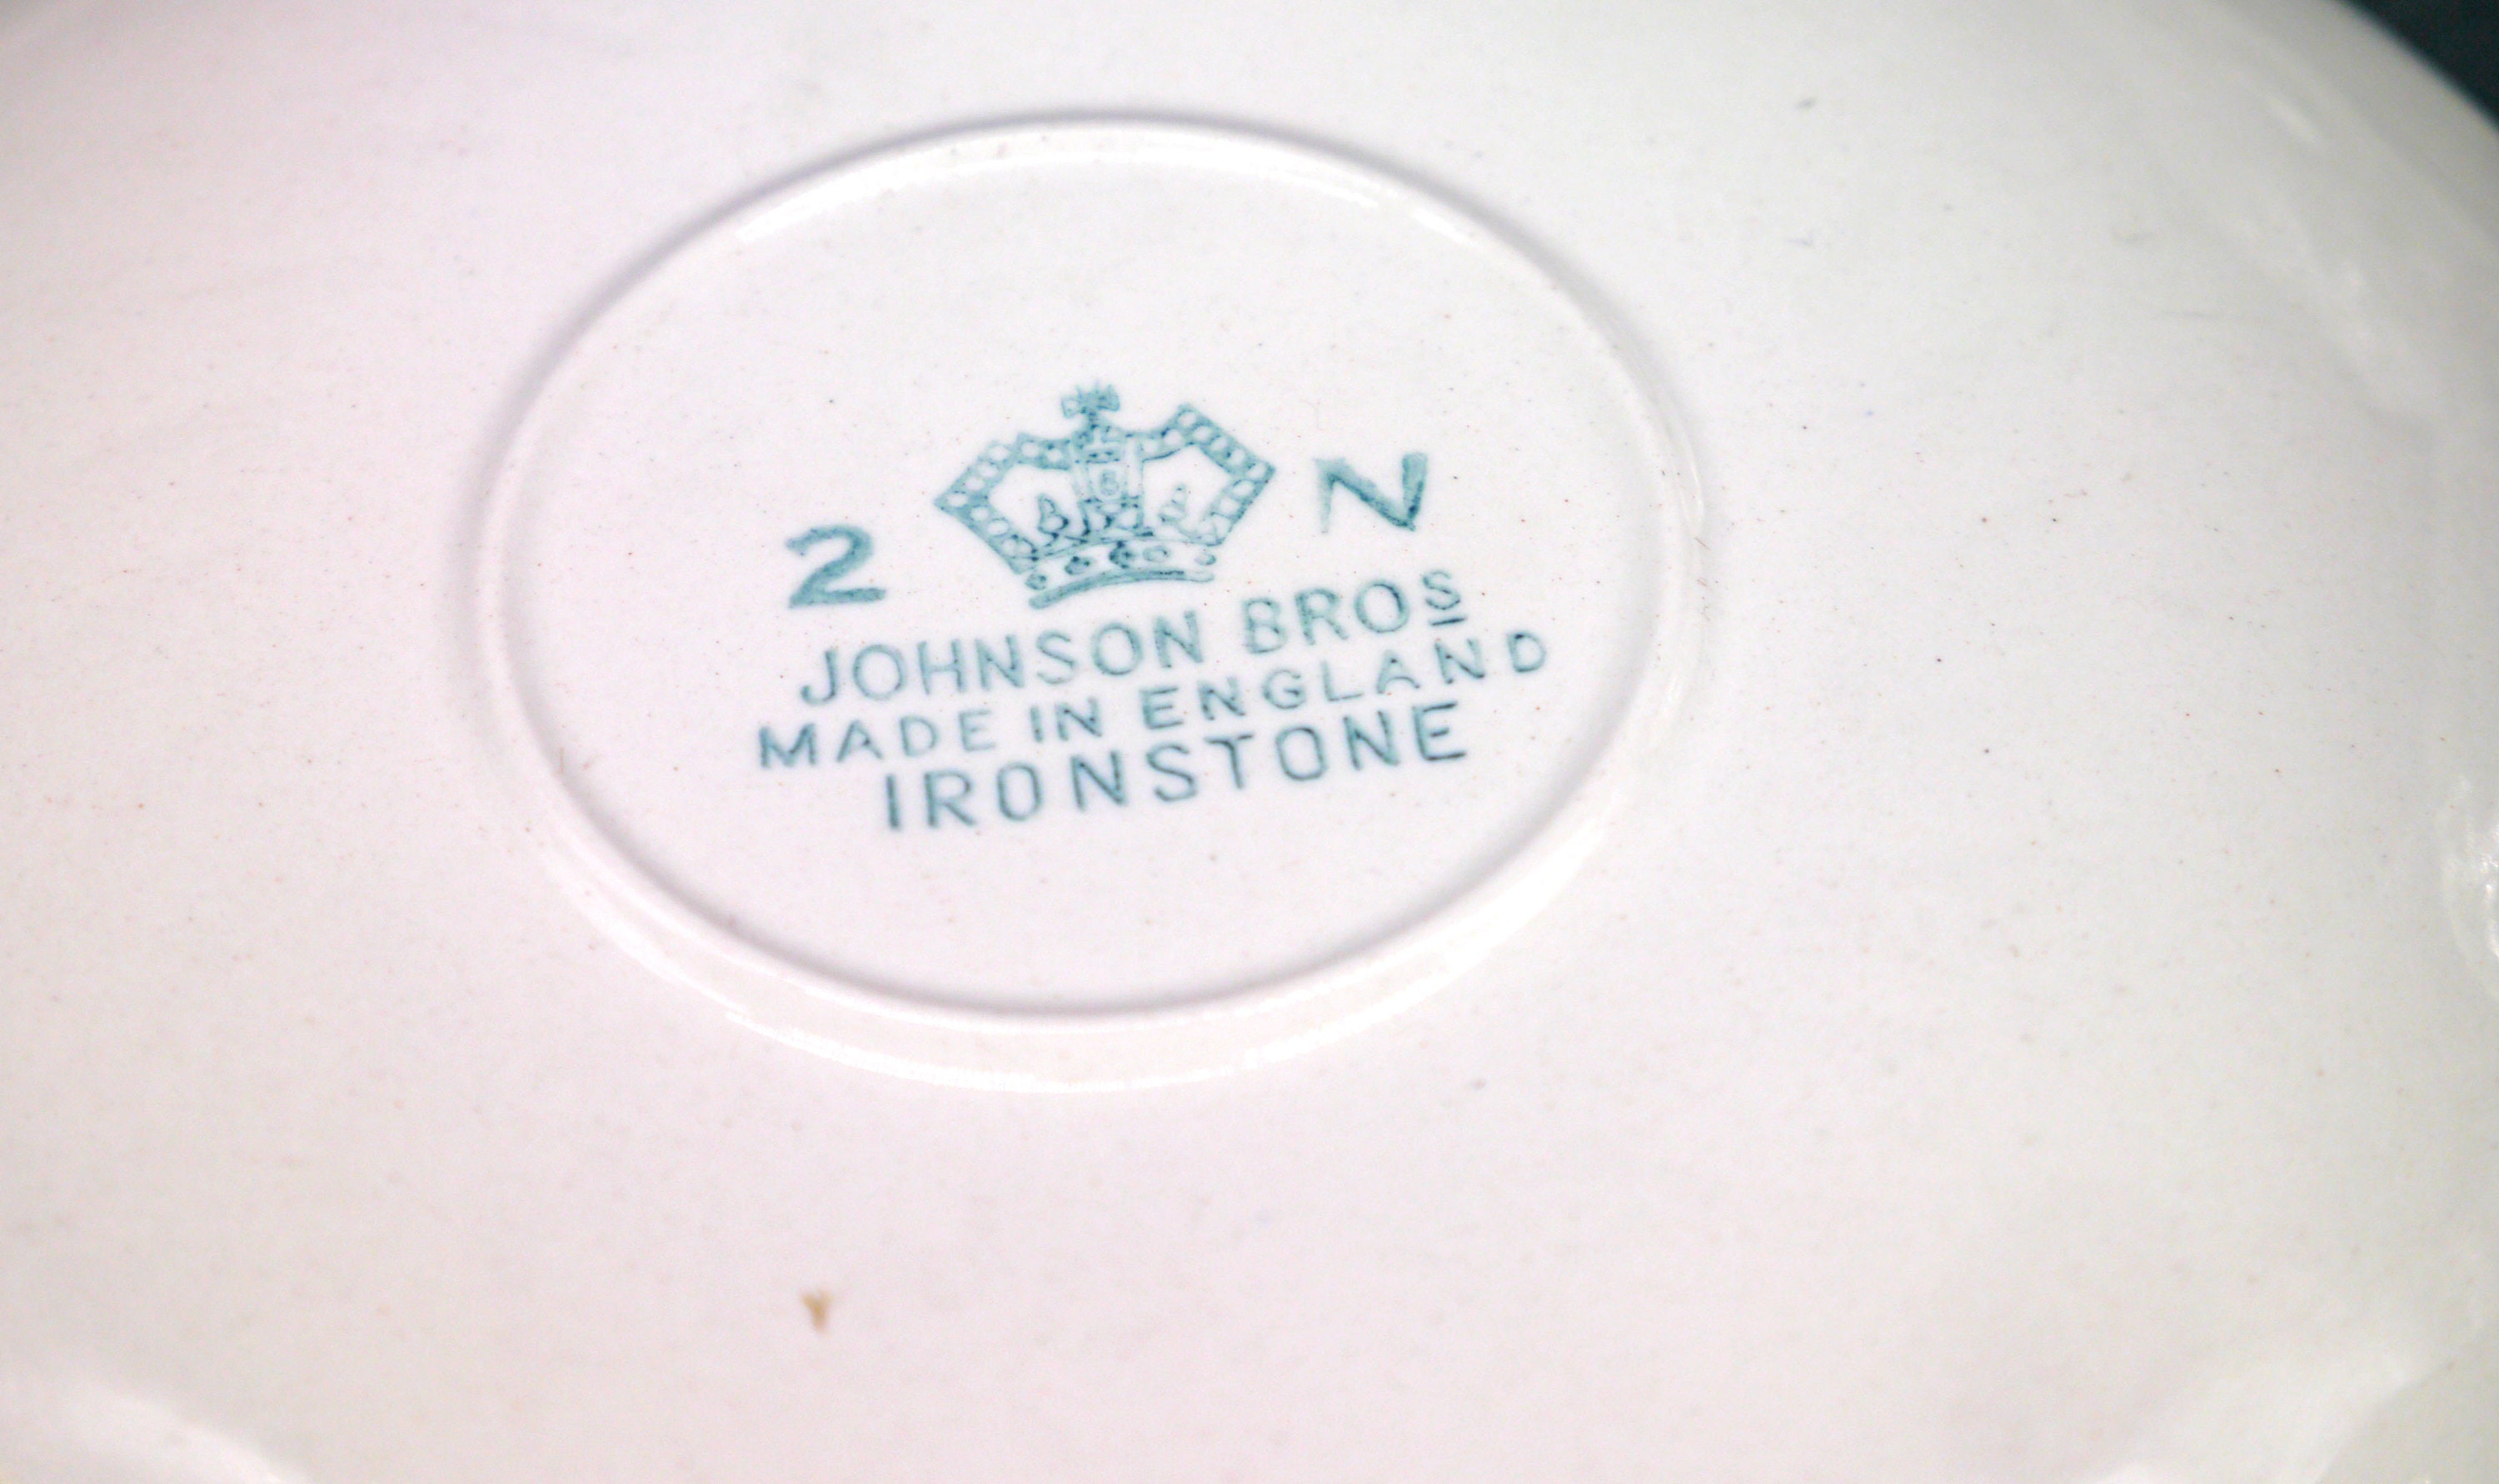 2 N
JOHNSON BROS
MADE IN ENGLAND
IRONSTONE